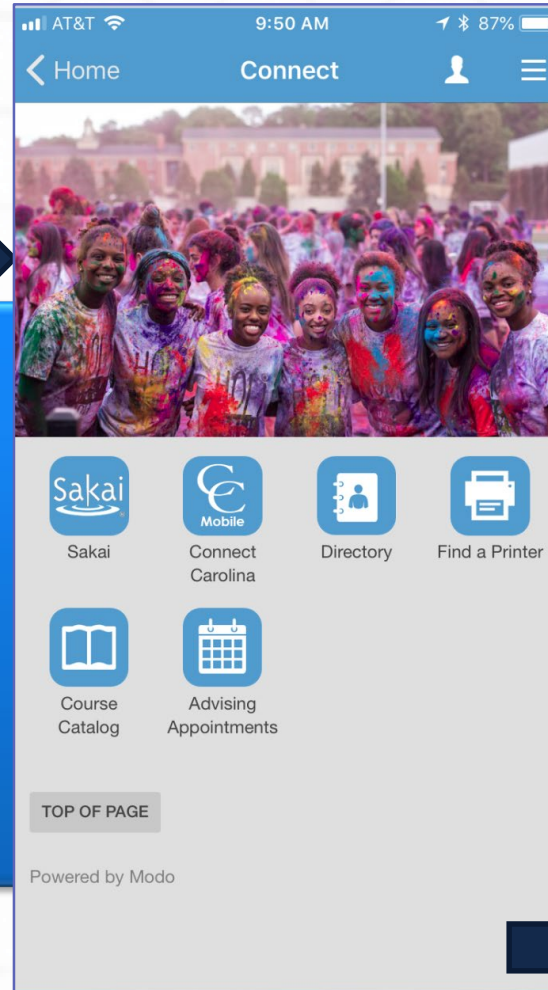 AT&T 9:50 AM 87%
Home Connect
Sakai
CC
Mobile
Sakai
Connect
Carolina
Directory
Find a Printer
Course
Catalog
Advising
Appointments
TOP OF PAGE
Powered by Modo